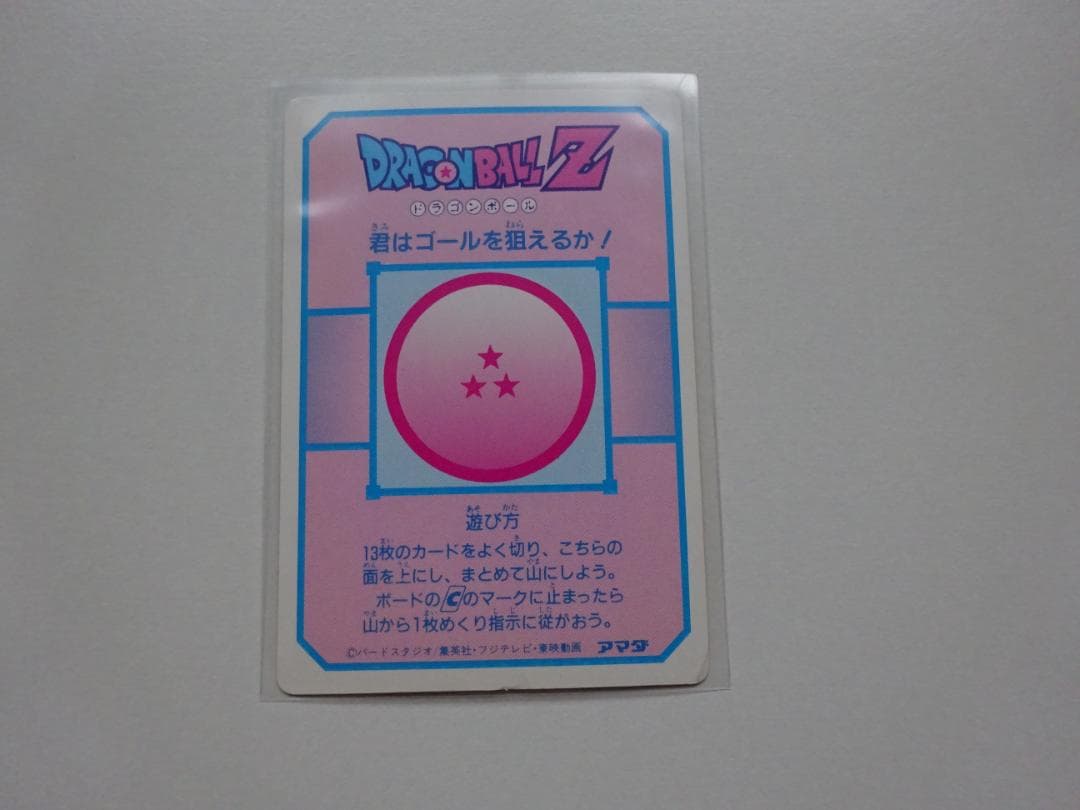 DRAGONBALL Z
ドラゴンボール
君はゴールを狙えるか!
遊び方
13枚のカードをよく切り、こちらの
面を上にし、まとめて山にしよう。
ボードのCのマークに止まったら
山から1枚めくり指示に従がおう。
©バードスタジオ/集英社・フジテレビ・東映動画 アマダ